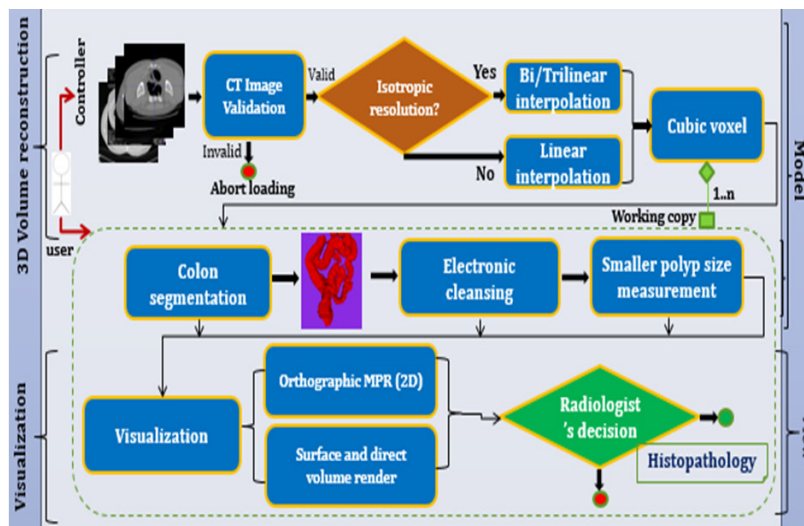 3D Volume reconstruction
Controller
user
CT Image
Validation
Valid
Invalid
Abort loading
Isotropic
resolution?
Yes
No
Bi/Trilinear
interpolation
Linear
interpolation
Cubic voxel
1..n
Working copy
Model
Colon
segmentation
Electronic
cleansing
Smaller polyp size
measurement
Visualization
Visualization
Orthographic MPR (2D)
Surface and direct
volume render
Radiologist
's decision
Histopathology